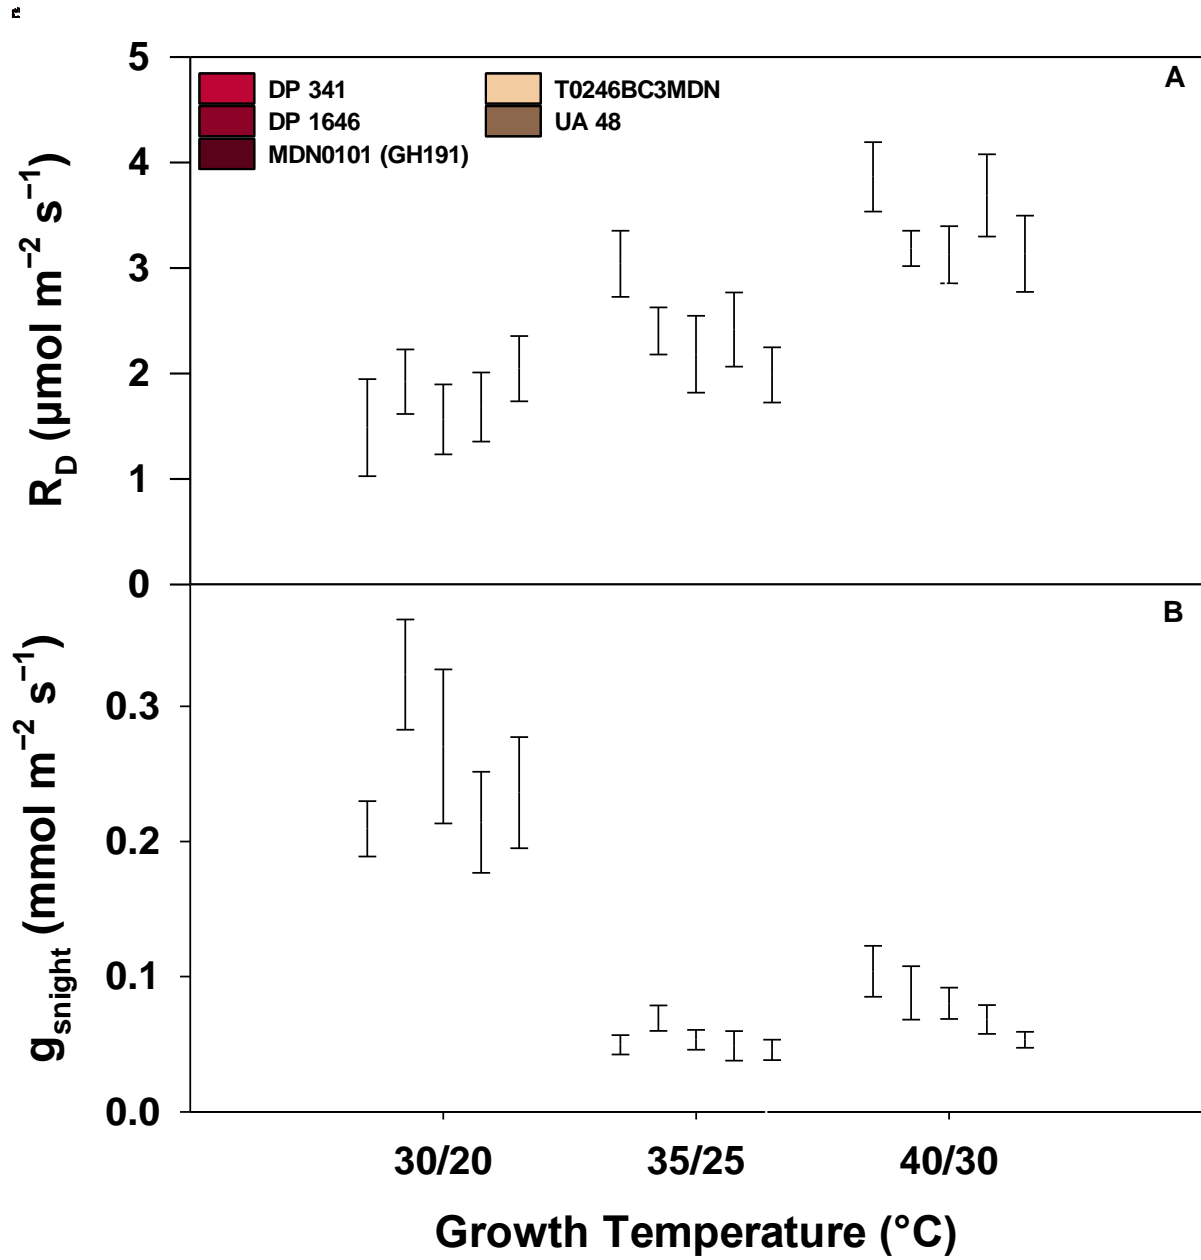 5
A
DP 341
T0246BC3MDN
DP 1646
UA 48
MDN0101 (GH191)
4
3
2
1
0
R_D (µmol m⁻² s⁻¹)
B
0.3
0.2
0.1
0.0
g_snight (mmol m⁻² s⁻¹)
30/20
35/25
40/30
Growth Temperature (°C)